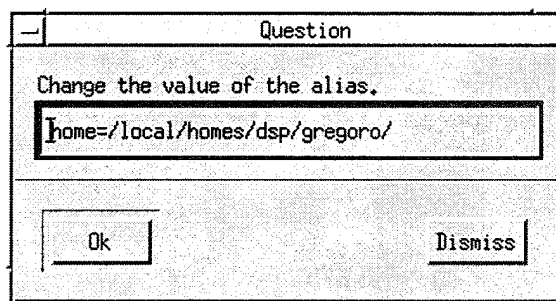 Question
Change the value of the alias.
home=/local/homes/dsp/gregoro/
Ok
Dismiss